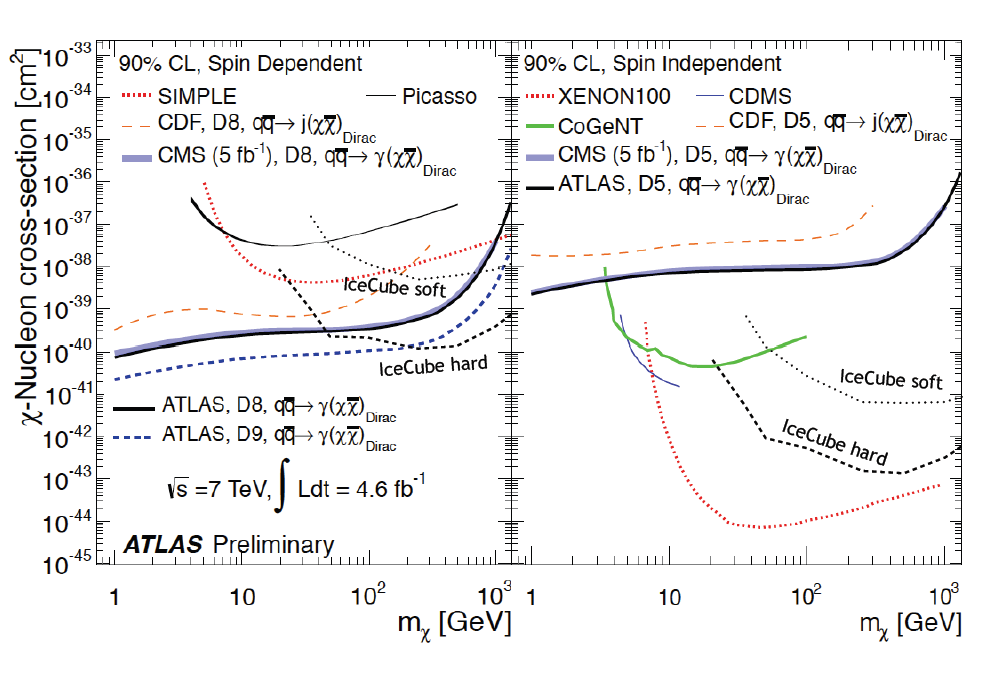 χ-Nucleon cross-section [cm²]
10⁻³³
10⁻³⁴
10⁻³⁵
10⁻³⁶
10⁻³⁷
10⁻³⁸
10⁻³⁹
10⁻⁴⁰
10⁻⁴¹
10⁻⁴²
10⁻⁴³
10⁻⁴⁴
10⁻⁴⁵
90% CL, Spin Dependent
SIMPLE
Picasso
CDF, D8, qq̅→ j(χχ̅)Dirac
CMS (5 fb⁻¹), D8, qq̅→ γ(χχ̅)Dirac
IceCube soft
IceCube hard
ATLAS, D8, qq̅→ γ(χχ̅)Dirac
ATLAS, D9, qq̅→ γ(χχ̅)Dirac
√s =7 TeV, ∫ Ldt = 4.6 fb⁻¹
ATLAS Preliminary
1 10 10² 10³
mχ [GeV]
90% CL, Spin Independent
XENON100
CDMS
CoGeNT
CDF, D5, qq̅→ j(χχ̅)Dirac
CMS (5 fb⁻¹), D5, qq̅→ γ(χχ̅)Dirac
ATLAS, D5, qq̅→ γ(χχ̅)Dirac
IceCube soft
IceCube hard
1 10 10² 10³
mχ [GeV]